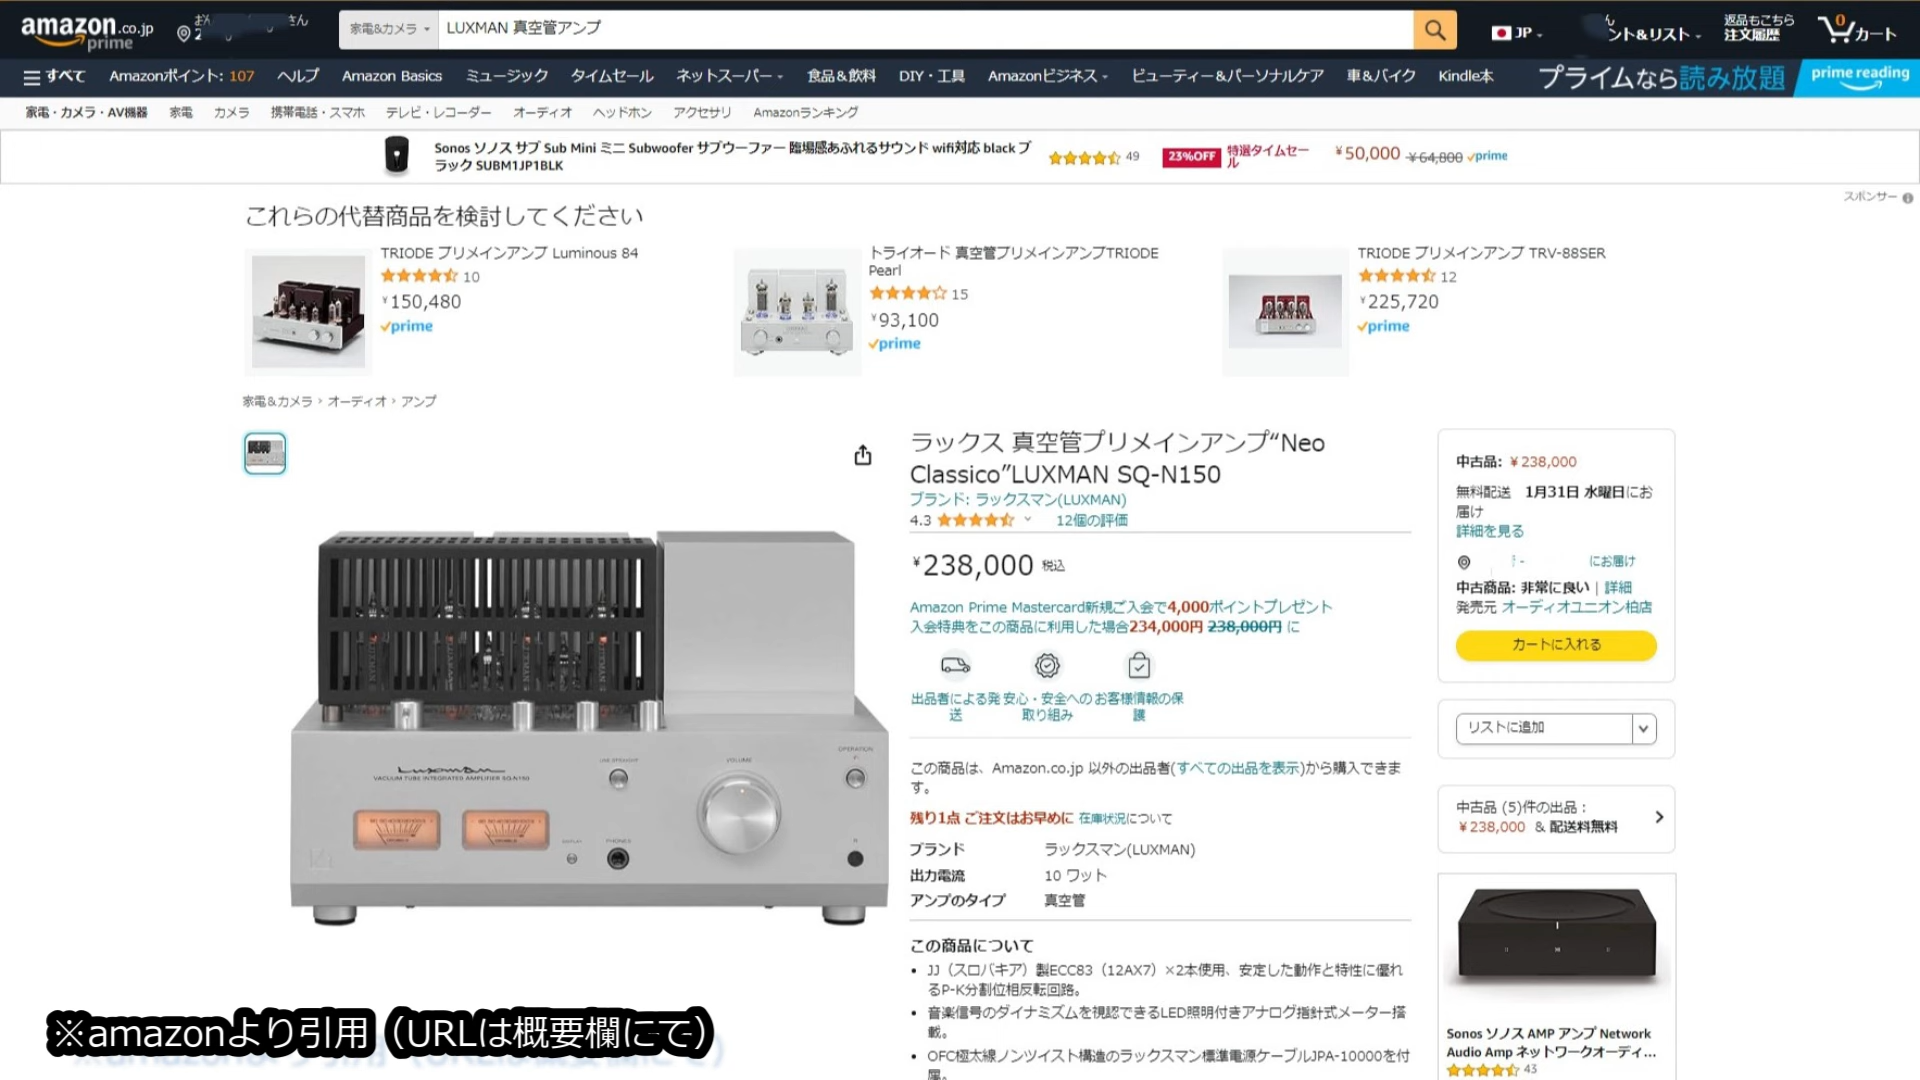 amazon.co.jp
prime
さん
家電&カメラ
LUXMAN 真空管アンプ
JP
ント&リスト
返品もこちら
注文履歴
0
カート
すべて
Amazonポイント: 107
ヘルプ
Amazon Basics
ミュージック
タイムセール
ネットスーパー
食品&飲料
DIY・工具
Amazonビジネス
ビューティー&パーソナルケア
車&バイク
Kindle本
プライムなら読み放題
prime reading
家電・カメラ・AV機器
家電
カメラ
携帯電話・スマホ
テレビ・レコーダー
オーディオ
ヘッドホン
アクセサリ
Amazonランキング
Sonos ソノス サブ Sub Mini ミニ Subwoofer サブウーファー 臨場感あふれるサウンド wifi対応 black ブ
ラック SUBM1JP1BLK
49
23%OFF
特選タイムセー
ル
¥50,000 ¥64,800 prime
スポンサー
これらの代替商品を検討してください
TRIODE プリメインアンプ Luminous 84
10
¥150,480
prime
トライオード 真空管プリメインアンプTRIODE
Pearl
15
¥93,100
prime
TRIODE プリメインアンプ TRV-88SER
12
¥225,720
prime
家電&カメラ › オーディオ › アンプ
ラックス 真空管プリメインアンプ“Neo
Classico”LUXMAN SQ-N150
ブランド: ラックスマン(LUXMAN)
4.3
12個の評価
¥238,000 税込
Amazon Prime Mastercard新規ご入会で4,000ポイントプレゼント
入会特典をこの商品に利用した場合234,000円 238,000円 に
出品者による発
送
安心・安全への
取り組み
お客様情報の保
護
この商品は、Amazon.co.jp 以外の出品者(すべての出品を表示)から購入できま
す。
残り1点 ご注文はお早めに 在庫状況について
ブランド ラックスマン(LUXMAN)
出力電流 10 ワット
アンプのタイプ 真空管
この商品について
• JJ（スロバキア）製ECC83（12AX7）×2本使用、安定した動作と特性に優れ
るP-K分割位相反転回路。
• 音楽信号のダイナミズムを視認できるLED照明付きアナログ指針式メーター搭
載。
• OFC極太線ノンツイスト構造のラックスマン標準電源ケーブルJPA-10000を付
属。
LUXMAN
VACUUM TUBE INTEGRATED AMPLIFIER SQ-N150
LINE STRAIGHT
VOLUME
OPERATION
DISPLAY
PHONES
中古品: ¥238,000
無料配送 1月31日 水曜日にお
届け
詳細を見る
にお届け
中古商品: 非常に良い | 詳細
発売元 オーディオユニオン柏店
カートに入れる
リストに追加
中古品 (5)件の出品：
¥238,000 & 配送料無料
Sonos ソノス AMP アンプ Network
Audio Amp ネットワークオーディ...
43
※amazonより引用（URLは概要欄にて）